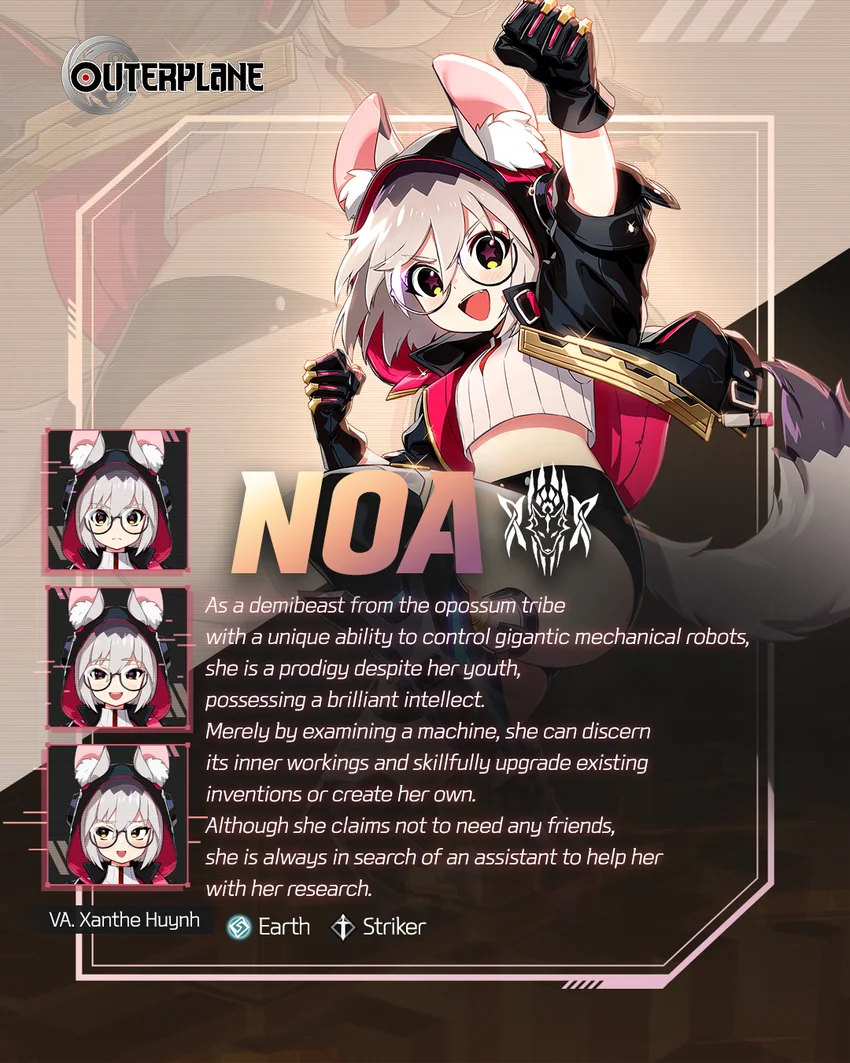 OUTERPLANE
NOA
As a demibeast from the opossum tribe
with a unique ability to control gigantic mechanical robots,
she is a prodigy despite her youth,
possessing a brilliant intellect.
Merely by examining a machine, she can discern
its inner workings and skillfully upgrade existing
inventions or create her own.
Although she claims not to need any friends,
she is always in search of an assistant to help her
with her research.
VA. Xanthe Huynh
Earth Striker